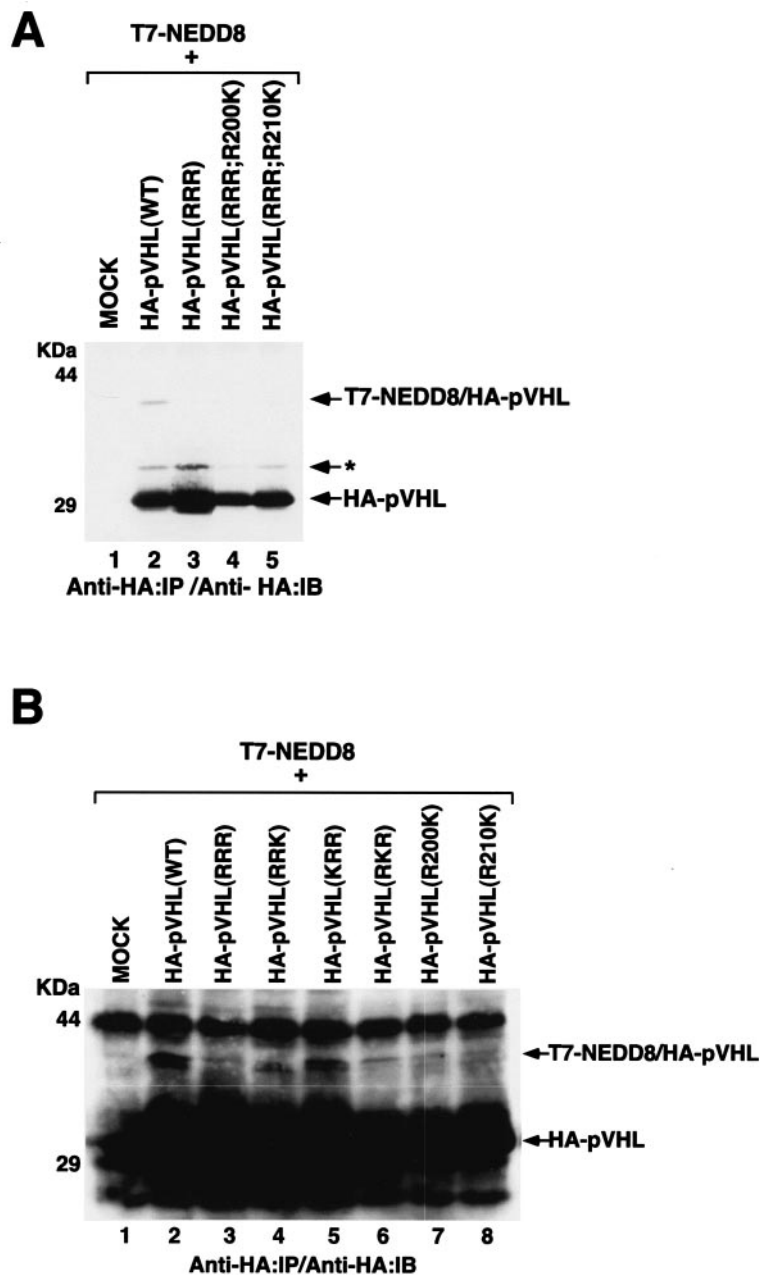 A
T7-NEDD8
+
MOCK
HA-pVHL(WT)
HA-pVHL(RRR)
HA-pVHL(RRR;R200K)
HA-pVHL(RRR;R210K)
KDa
44
T7-NEDD8/HA-pVHL
*
29
HA-pVHL
1 2 3 4 5
Anti-HA:IP /Anti- HA:IB
B
T7-NEDD8
+
MOCK
HA-pVHL(WT)
HA-pVHL(RRR)
HA-pVHL(RRK)
HA-pVHL(KRR)
HA-pVHL(RKR)
HA-pVHL(R200K)
HA-pVHL(R210K)
KDa
44
T7-NEDD8/HA-pVHL
HA-pVHL
29
1 2 3 4 5 6 7 8
Anti-HA:IP/Anti-HA:IB